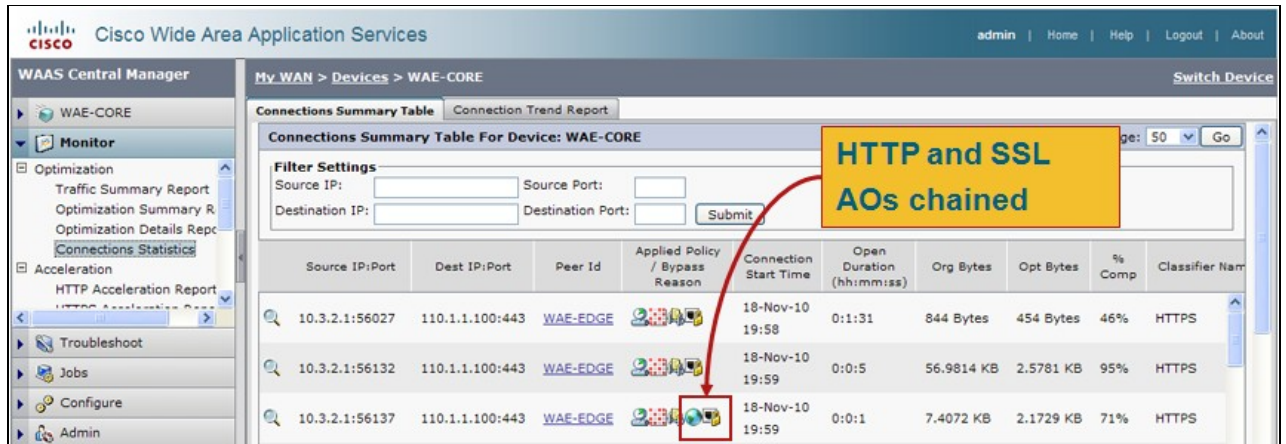 CISCO
Cisco Wide Area Application Services
admin | Home | Help | Logout | About
WAAS Central Manager
My WAN > Devices > WAE-CORE
Switch Device
WAE-CORE
Monitor
Optimization
Traffic Summary Report
Optimization Summary R
Optimization Details Repc
Connections Statistics
Acceleration
HTTP Acceleration Report
Troubleshoot
Jobs
Configure
Admin
Connections Summary Table
Connection Trend Report
Connections Summary Table For Device: WAE-CORE
ge: 50 Go
Filter Settings
Source IP: Source Port:
Destination IP: Destination Port: Submit
HTTP and SSL
AOs chained
Source IP:Port Dest IP:Port Peer Id Applied Policy / Bypass Reason Connection Start Time Open Duration (hh:mm:ss) Org Bytes Opt Bytes % Comp Classifier Nam
10.3.2.1:56027 110.1.1.100:443 WAE-EDGE 18-Nov-10 19:58 0:1:31 844 Bytes 454 Bytes 46% HTTPS
10.3.2.1:56132 110.1.1.100:443 WAE-EDGE 18-Nov-10 19:59 0:0:5 56.9814 KB 2.5781 KB 95% HTTPS
10.3.2.1:56137 110.1.1.100:443 WAE-EDGE 18-Nov-10 19:59 0:0:1 7.4072 KB 2.1729 KB 71% HTTPS